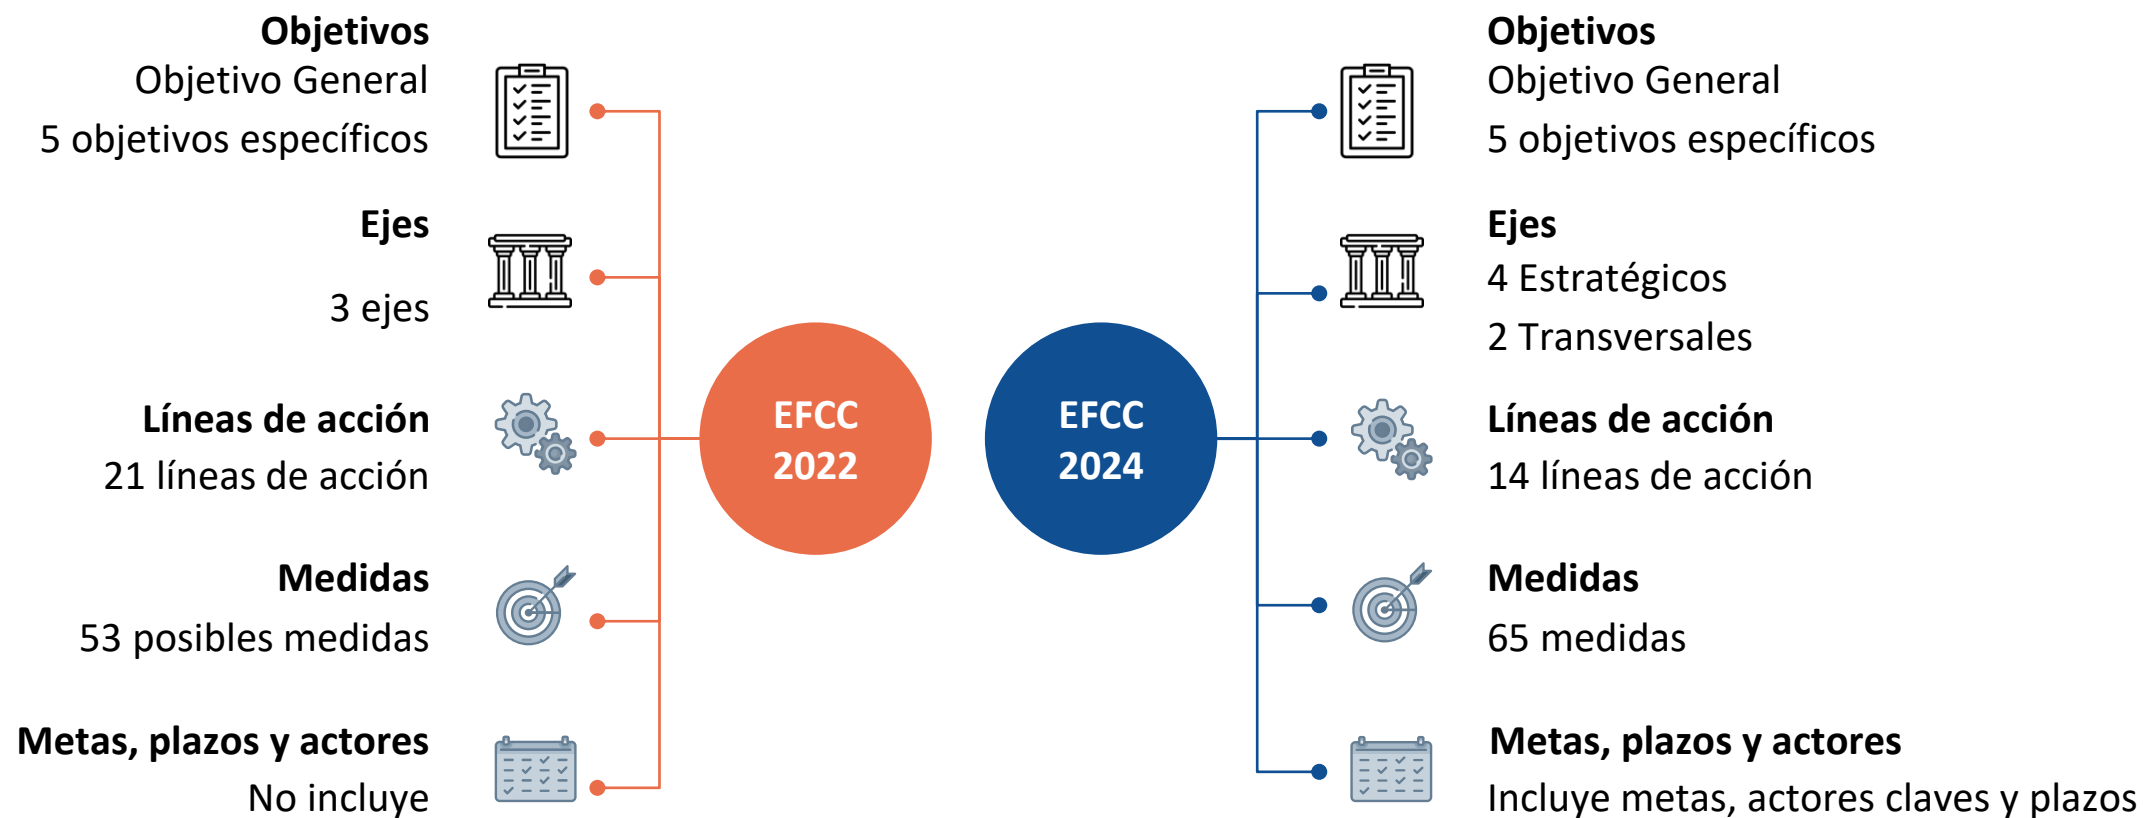 Objetivos
Objetivo General
5 objetivos específicos
Ejes
3 ejes
Líneas de acción
21 líneas de acción
Medidas
53 posibles medidas
Metas, plazos y actores
No incluye
EFCC
2022
EFCC
2024
Objetivos
Objetivo General
5 objetivos específicos
Ejes
4 Estratégicos
2 Transversales
Líneas de acción
14 líneas de acción
Medidas
65 medidas
Metas, plazos y actores
Incluye metas, actores claves y plazos